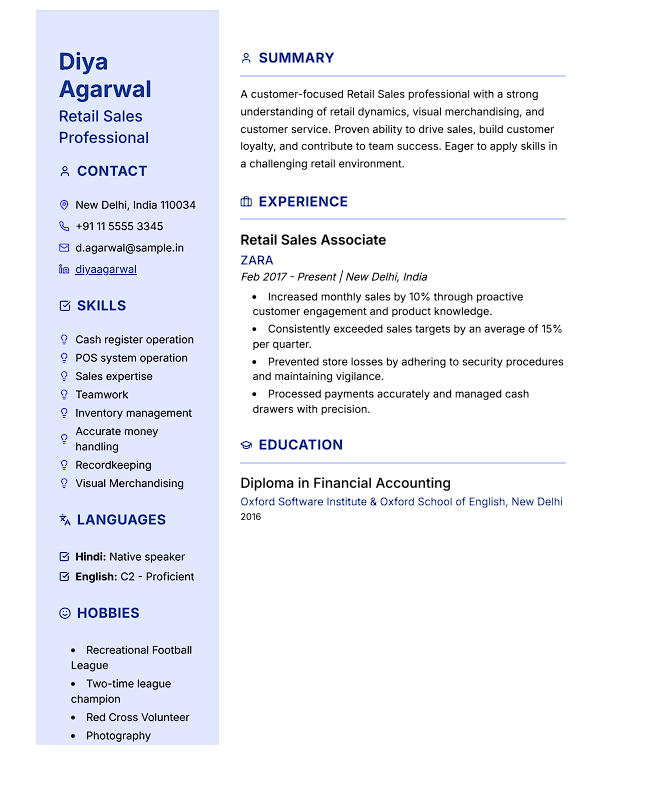 Diya
Agarwal
Retail Sales
Professional
CONTACT
New Delhi, India 110034
+91 11 5555 3345
d.agarwal@sample.in
diyaagarwal
SKILLS
Cash register operation
POS system operation
Sales expertise
Teamwork
Inventory management
Accurate money
handling
Recordkeeping
Visual Merchandising
LANGUAGES
Hindi: Native speaker
English: C2 - Proficient
HOBBIES
• Recreational Football
League
• Two-time league
champion
• Red Cross Volunteer
• Photography
SUMMARY
A customer-focused Retail Sales professional with a strong
understanding of retail dynamics, visual merchandising, and
customer service. Proven ability to drive sales, build customer
loyalty, and contribute to team success. Eager to apply skills in
a challenging retail environment.
EXPERIENCE
Retail Sales Associate
ZARA
Feb 2017 - Present | New Delhi, India
• Increased monthly sales by 10% through proactive
customer engagement and product knowledge.
• Consistently exceeded sales targets by an average of 15%
per quarter.
• Prevented store losses by adhering to security procedures
and maintaining vigilance.
• Processed payments accurately and managed cash
drawers with precision.
EDUCATION
Diploma in Financial Accounting
Oxford Software Institute & Oxford School of English, New Delhi
2016